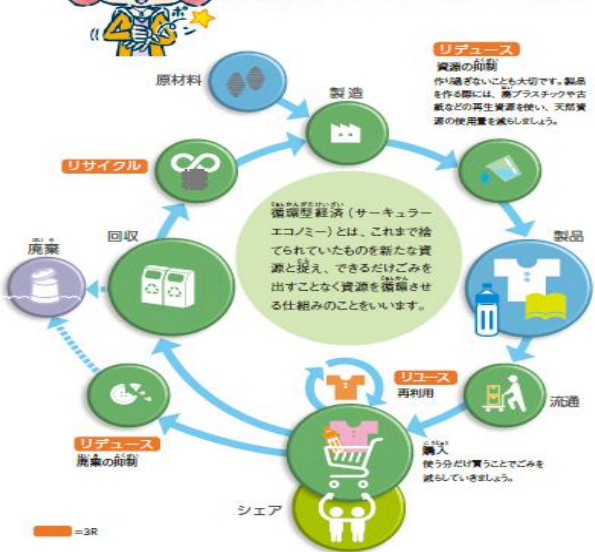 ポ
ン
リデュース
資源の抑制
作り過ぎないことも大切です。製品
を作る際には、廃プラスチックや古
紙などの再生資源を使い、天然資
源の使用量を減らしましょう。
原材料
製造
リサイクル
循環型経済(サーキュラー
エコノミー)とは、これまで捨
てられていたものを新たな資
源と捉え、できるだけごみを
出すことなく資源を循環させ
る仕組みのことをいいます。
回収
廃棄
製品
リユース
再利用
流通
リデュース
廃棄の抑制
購入
使う分だけ買うことでごみを
減らしていきましょう。
シェア
=3R